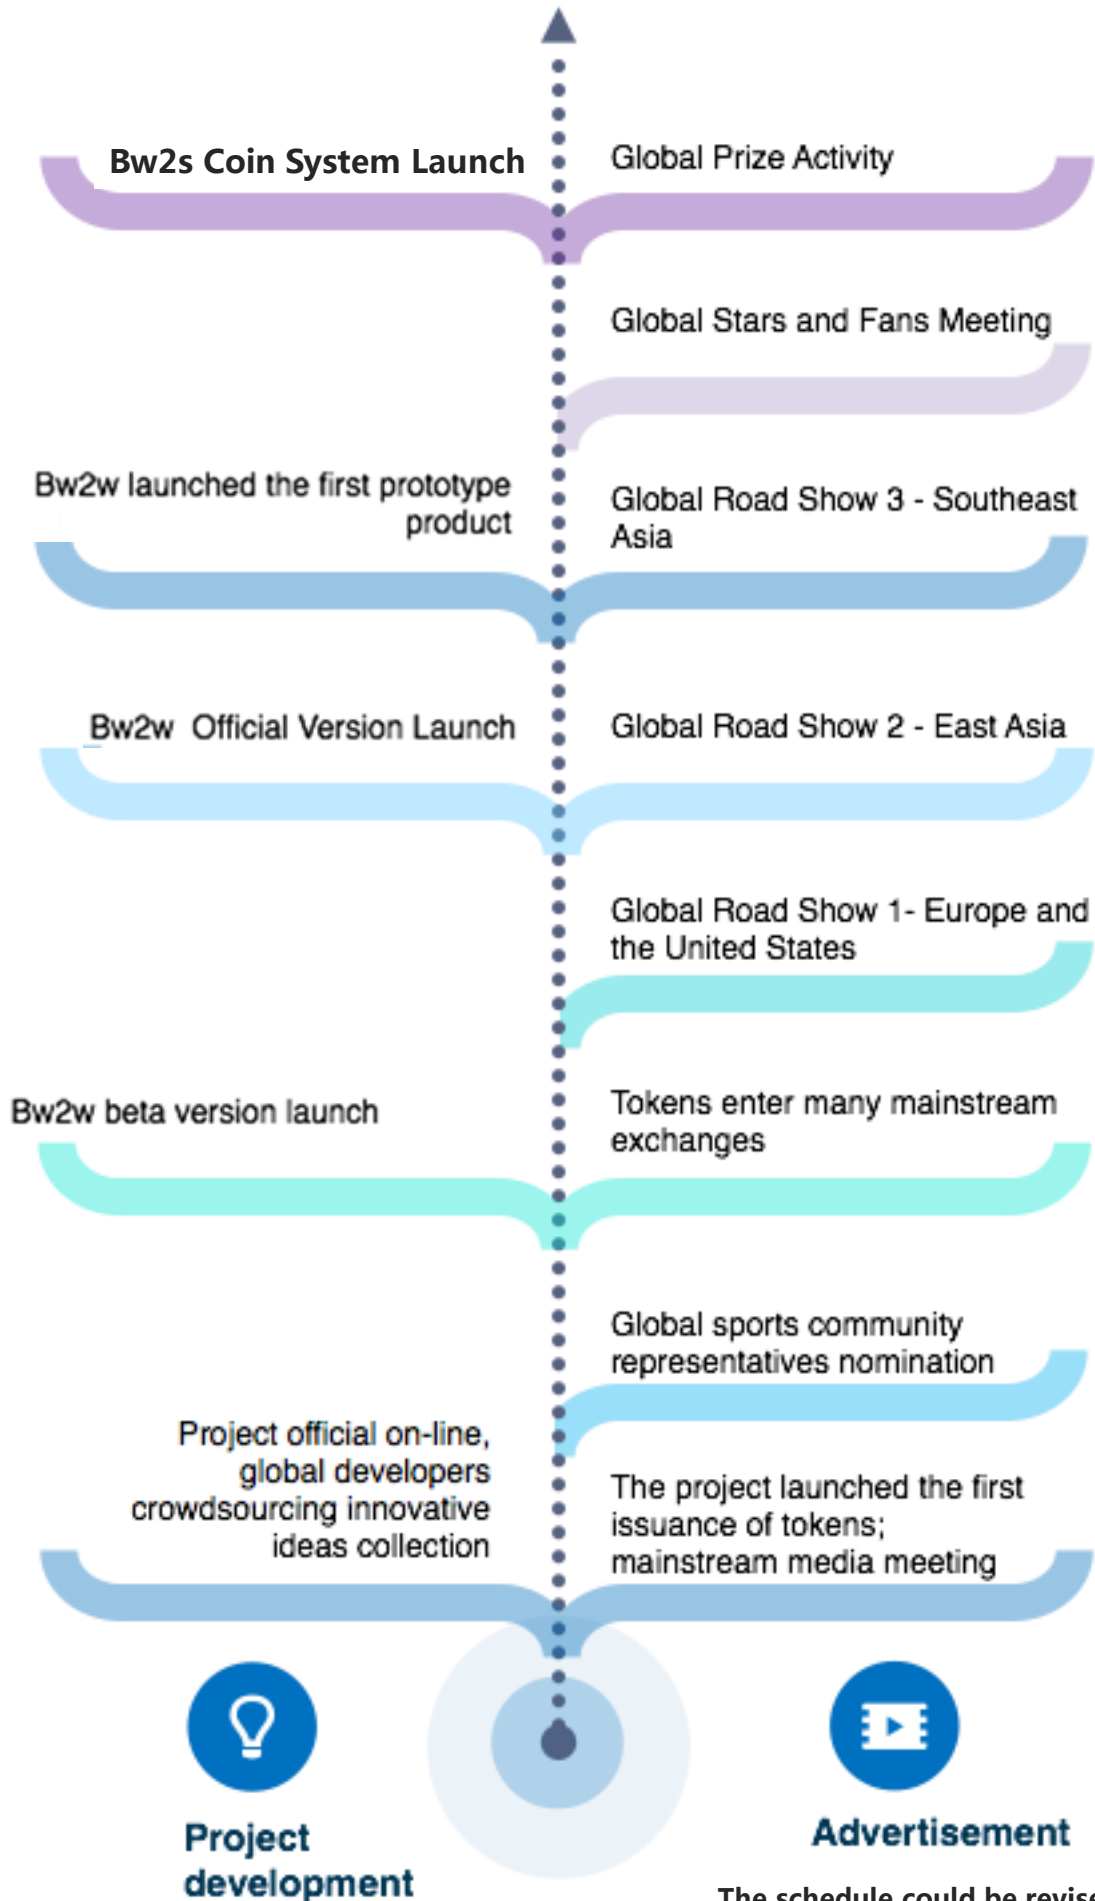 Bw2s Coin System Launch
Global Prize Activity
Global Stars and Fans Meeting
Bw2w launched the first prototype
product
Global Road Show 3 - Southeast
Asia
Bw2w  Official Version Launch
Global Road Show 2 - East Asia
Global Road Show 1- Europe and
the United States
Bw2w beta version launch
Tokens enter many mainstream
exchanges
Global sports community
representatives nomination
Project official on-line,
global developers
crowdsourcing innovative
ideas collection
The project launched the first
issuance of tokens;
mainstream media meeting
Project
development
Advertisement
The schedule could be revise